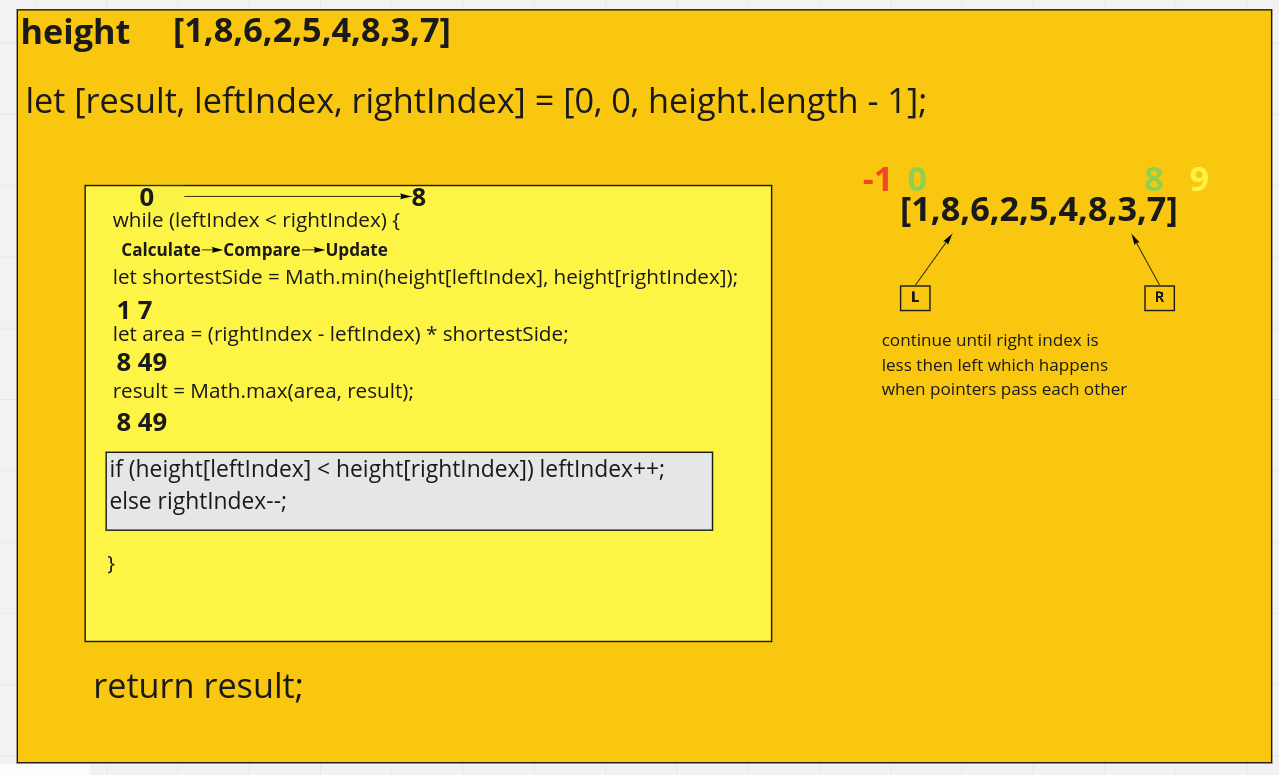 height [1,8,6,2,5,4,8,3,7]
let [result, leftIndex, rightIndex] = [0, 0, height.length - 1];
0 8
while (leftIndex < rightIndex) {
Calculate Compare Update
let shortestSide = Math.min(height[leftIndex], height[rightIndex]);
1 7
let area = (rightIndex - leftIndex) * shortestSide;
8 49
result = Math.max(area, result);
8 49
if (height[leftIndex] < height[rightIndex]) leftIndex++;
else rightIndex--;
}
return result;
-1 0 8 9
[1,8,6,2,5,4,8,3,7]
L R
continue until right index is
less then left which happens
when pointers pass each other